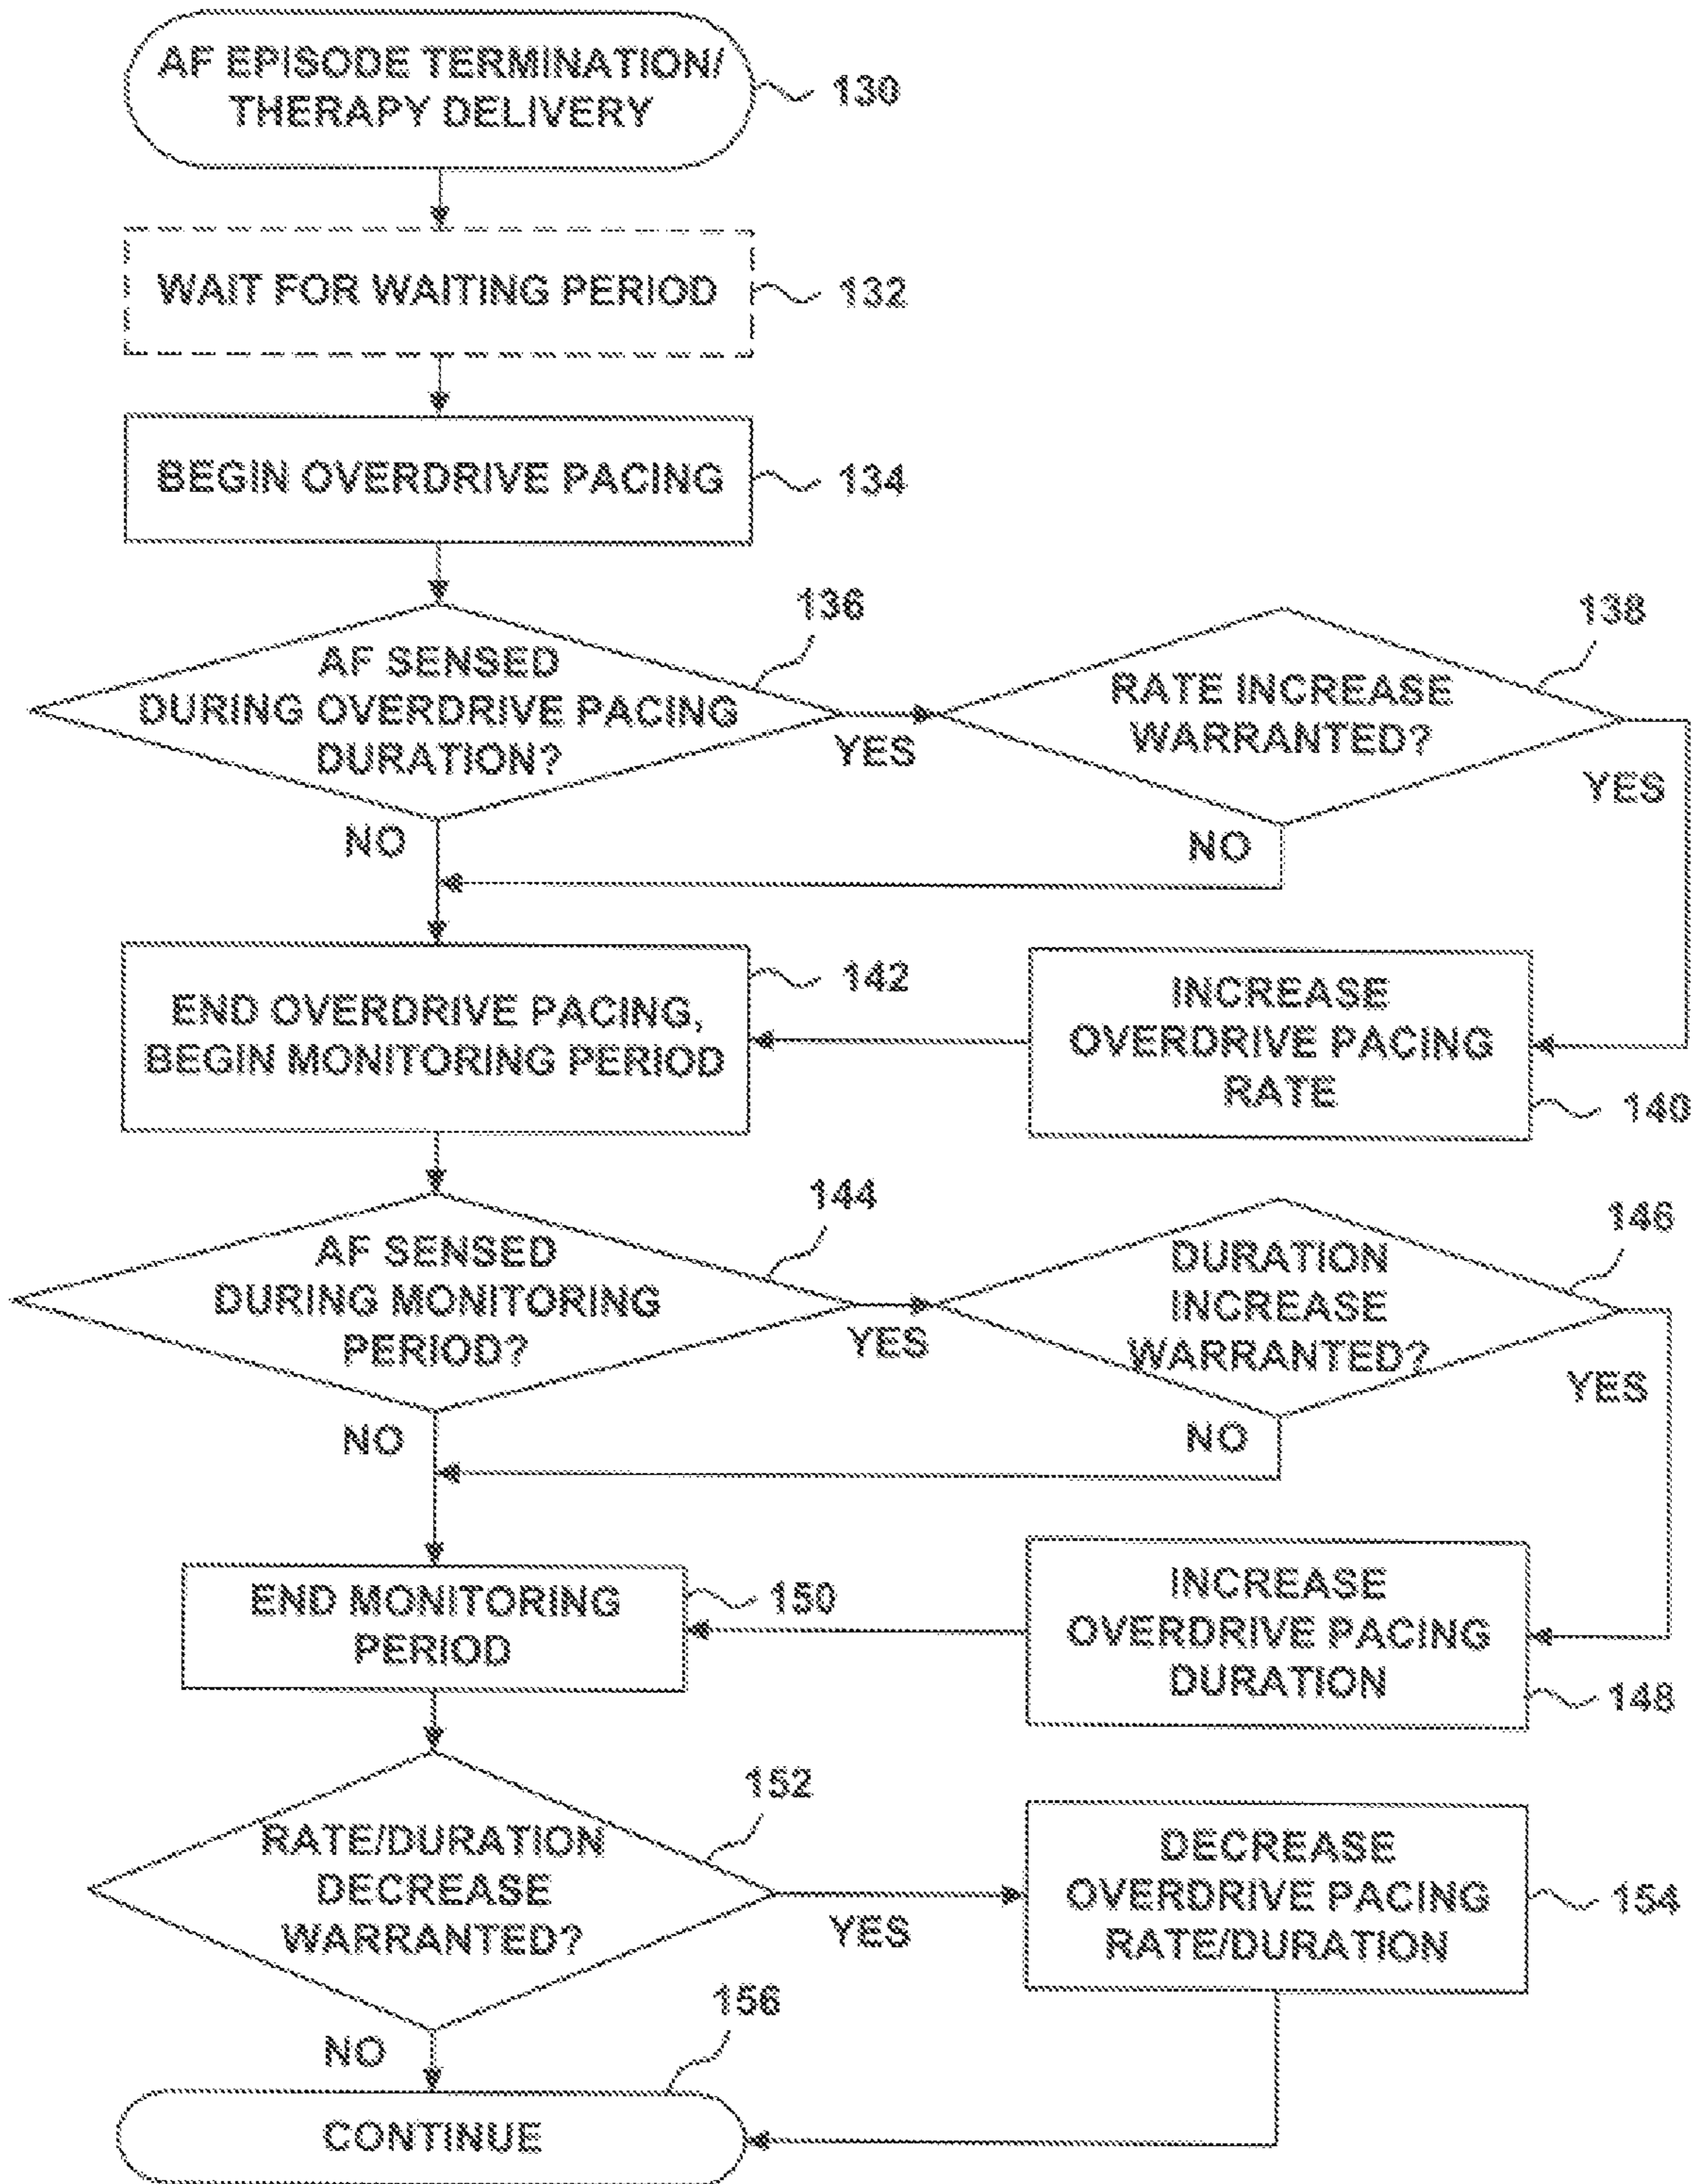 AF EPISODE TERMINATION/
THERAPY DELIVERY
130
WAIT FOR WAITING PERIOD
132
BEGIN OVERDRIVE PACING
134
136
AF SENSED
DURING OVERDRIVE PACING
DURATION?
YES
NO
138
RATE INCREASE
WARRANTED?
YES
NO
142
END OVERDRIVE PACING,
BEGIN MONITORING PERIOD
INCREASE
OVERDRIVE PACING
RATE
140
144
AF SENSED
DURING MONITORING
PERIOD?
YES
NO
146
DURATION
INCREASE
WARRANTED?
YES
NO
END MONITORING
PERIOD
150
INCREASE
OVERDRIVE PACING
DURATION
148
152
RATE/DURATION
DECREASE
WARRANTED?
YES
NO
DECREASE
OVERDRIVE PACING
RATE/DURATION
154
156
CONTINUE